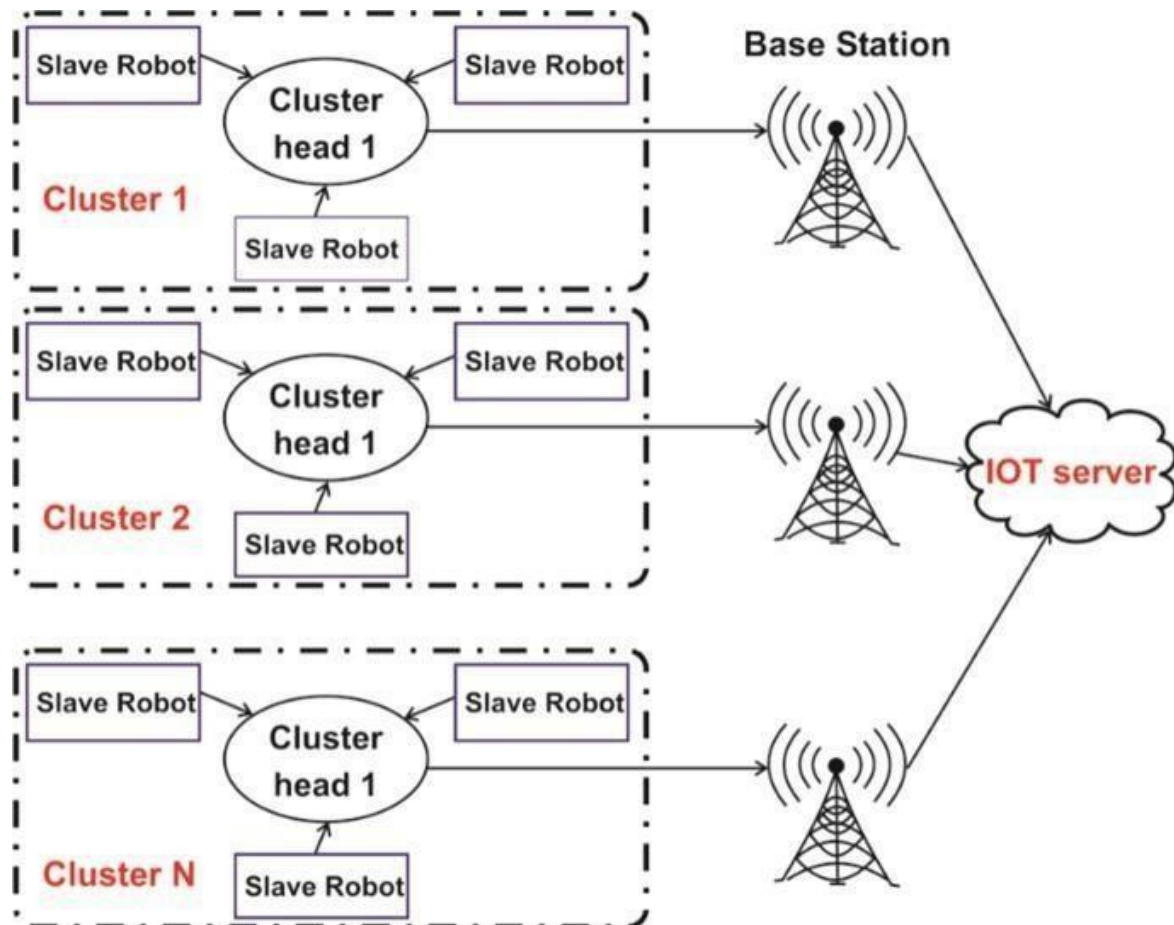 Slave Robot
Slave Robot
Base Station
Cluster
head 1
Cluster 1
Slave Robot
Slave Robot
Slave Robot
Cluster
head 1
IOT server
Cluster 2
Slave Robot
Slave Robot
Slave Robot
Cluster
head 1
Cluster N
Slave Robot